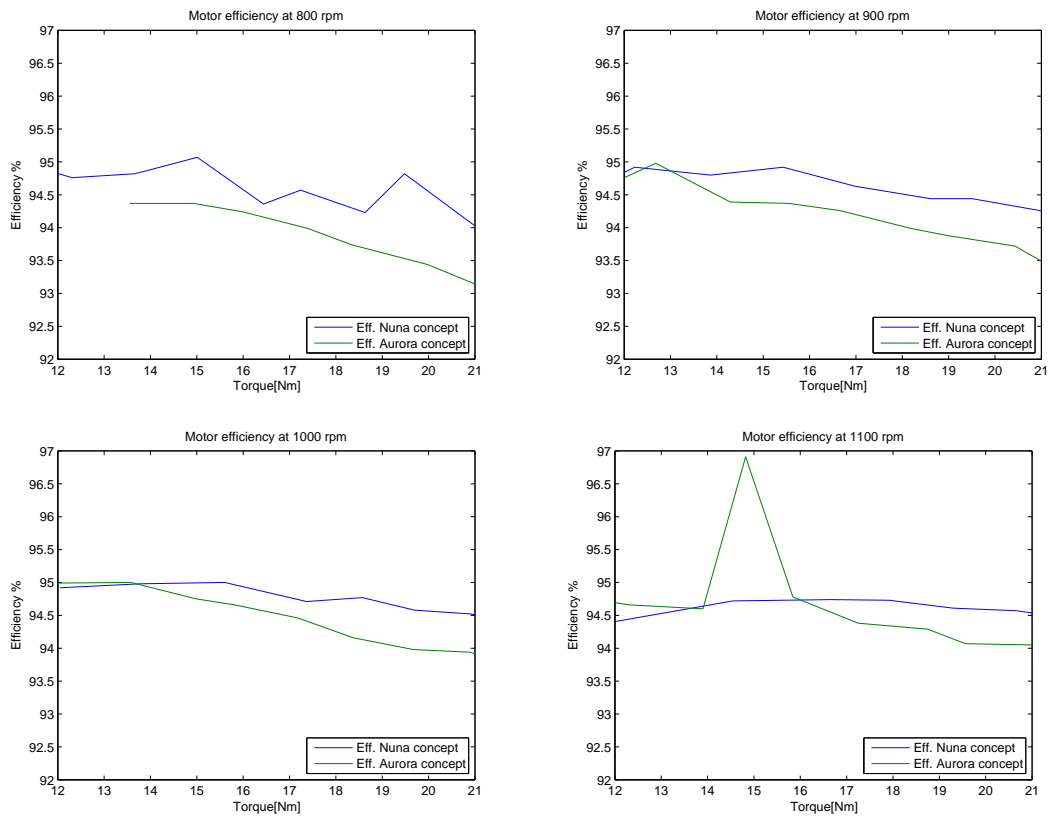 Motor efficiency at 800 rpm
97
96.5
96
95.5
95
94.5
94
93.5
93
92.5
92
Efficiency %
Eff. Nuna concept
Eff. Aurora concept
12 13 14 15 16 17 18 19 20 21
Torque[Nm]
Motor efficiency at 900 rpm
97
96.5
96
95.5
95
94.5
94
93.5
93
92.5
92
Efficiency %
Eff. Nuna concept
Eff. Aurora concept
12 13 14 15 16 17 18 19 20 21
Torque[Nm]
Motor efficiency at 1000 rpm
97
96.5
96
95.5
95
94.5
94
93.5
93
92.5
92
Efficiency %
Eff. Nuna concept
Eff. Aurora concept
12 13 14 15 16 17 18 19 20 21
Torque[Nm]
Motor efficiency at 1100 rpm
97
96.5
96
95.5
95
94.5
94
93.5
93
92.5
92
Efficiency %
Eff. Nuna concept
Eff. Aurora concept
12 13 14 15 16 17 18 19 20 21
Torque[Nm]